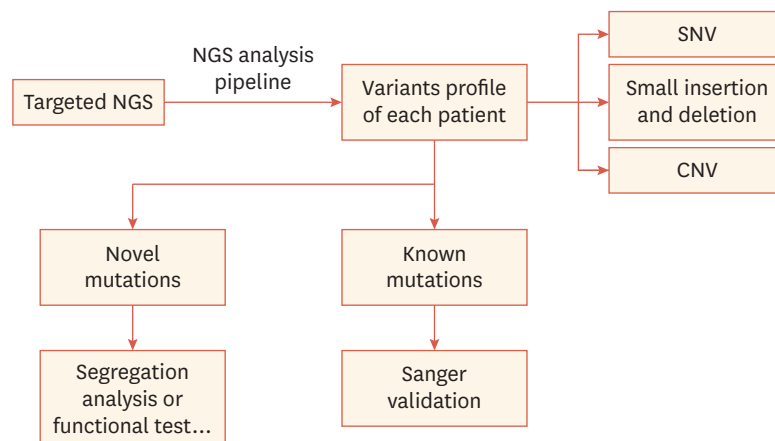 SNV
NGS analysis
pipeline
Targeted NGS
Variants profile
of each patient
Small insertion
and deletion
CNV
Novel
mutations
Known
mutations
Segregation
analysis or
functional test...
Sanger
validation